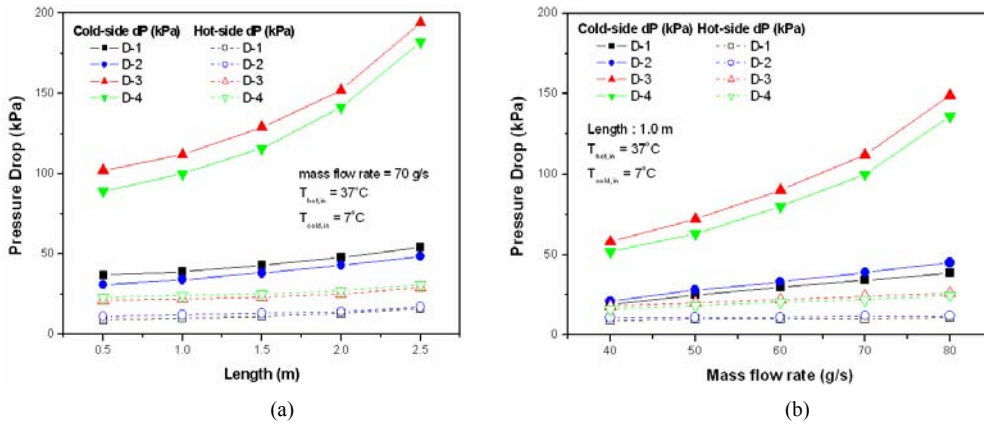 Cold-side dP (kPa) Hot-side dP (kPa)
D-1 D-1
D-2 D-2
D-3 D-3
D-4 D-4
mass flow rate = 70 g/s
T hot,in = 37°C
T cold,in = 7°C
Pressure Drop (kPa)
200
150
100
50
0
0.5 1.0 1.5 2.0 2.5
Length (m)
(a)
Cold-side dP (kPa) Hot-side dP (kPa)
D-1 D-1
D-2 D-2
D-3 D-3
D-4 D-4
Length : 1.0 m
T hot,in = 37°C
T cold,in = 7°C
Pressure Drop (kPa)
200
150
100
50
0
40 50 60 70 80
Mass flow rate (g/s)
(b)